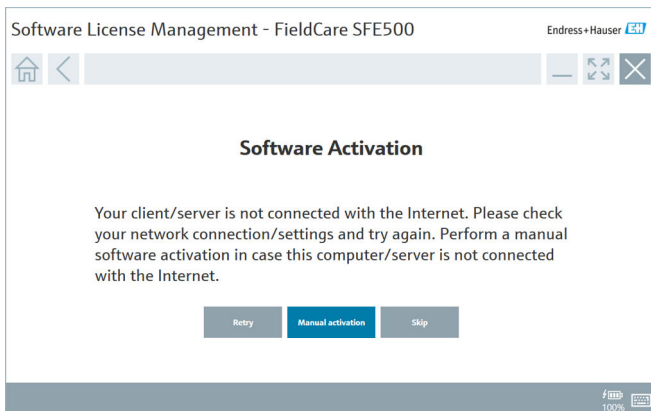 Software License Management - FieldCare SFE500
Endress+Hauser EH
Software Activation
Your client/server is not connected with the Internet. Please check
your network connection/settings and try again. Perform a manual
software activation in case this computer/server is not connected
with the Internet.
Retry
Manual activation
Skip
100%